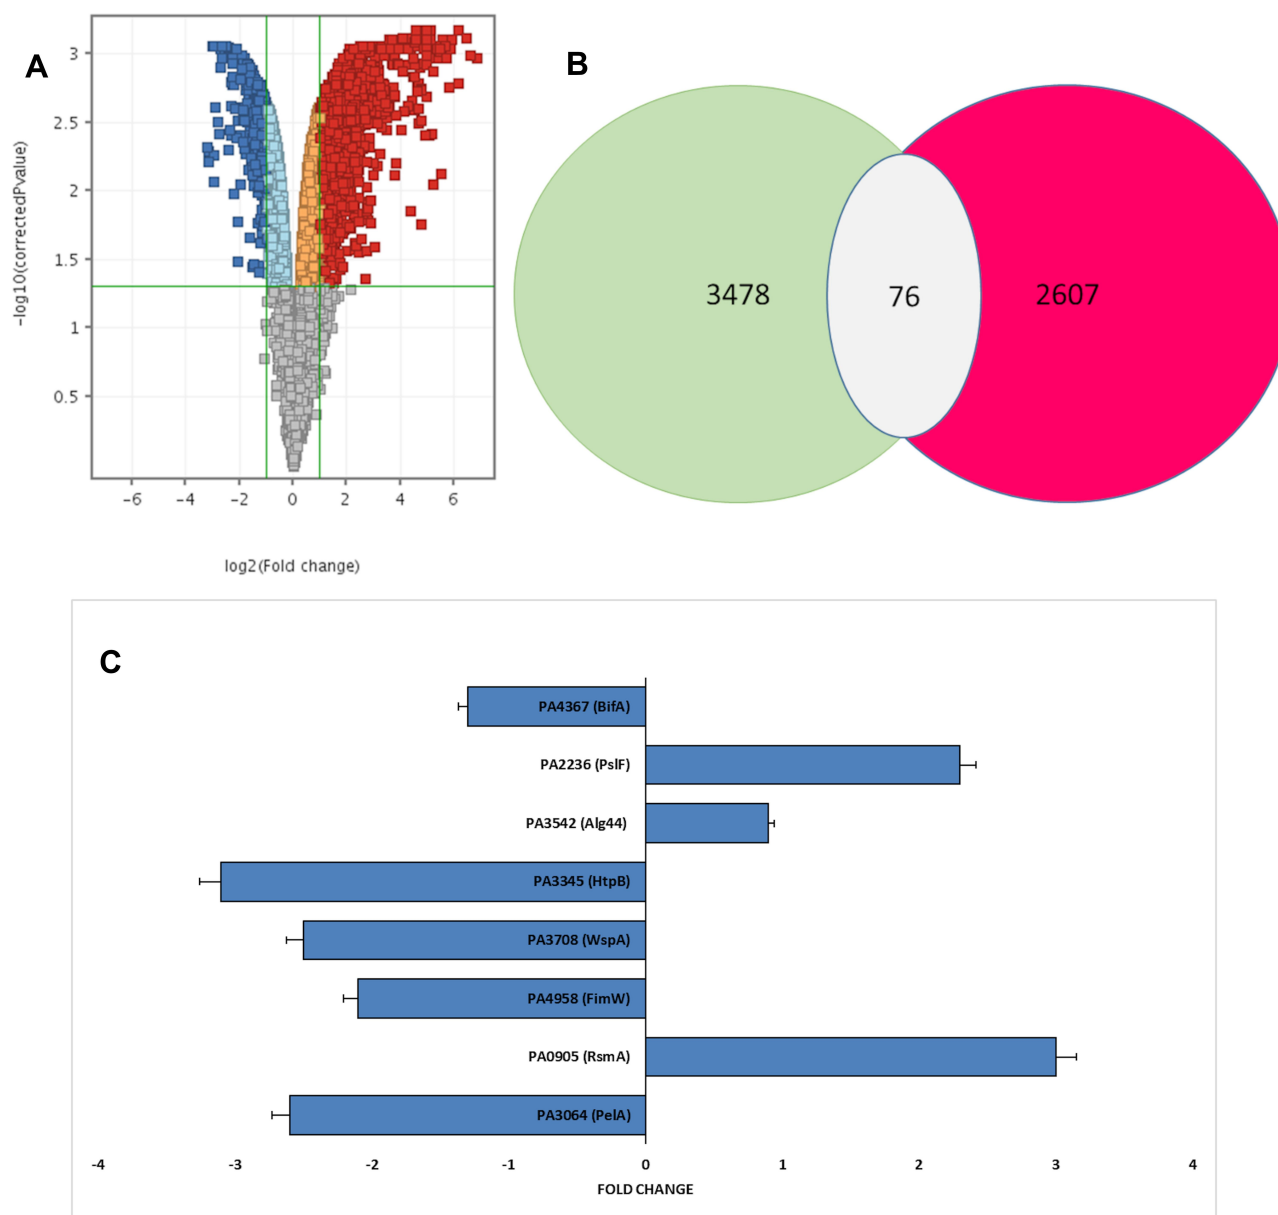 A
3
2.5
2
1.5
1
0.5
−log10(correctedPvalue)
−6
−4
−2
0
2
4
6
log2(Fold change)
B
3478
76
2607
C
PA4367 (BifA)
PA2236 (PslF)
PA3542 (Alg44)
PA3345 (HtpB)
PA3708 (WspA)
PA4958 (FimW)
PA0905 (RsmA)
PA3064 (PelA)
-4
-3
-2
-1
0
1
2
3
4
FOLD CHANGE